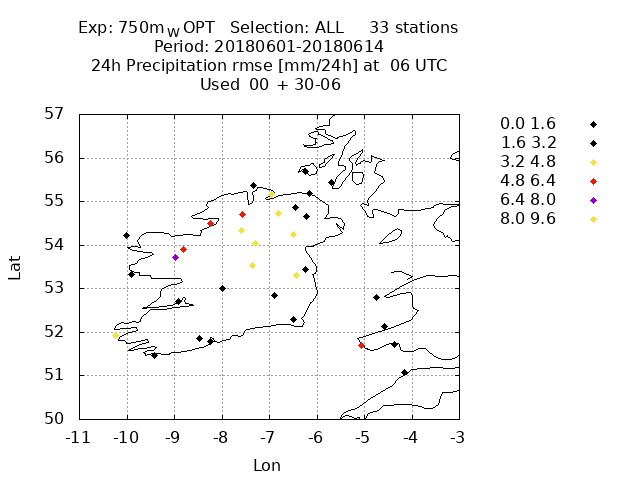 Exp: 750m_W OPT Selection: ALL 33 stations
Period: 20180601-20180614
24h Precipitation rmse [mm/24h] at 06 UTC
Used 00 + 30-06
57
56
55
54
53
52
51
50
-11 -10 -9 -8 -7 -6 -5 -4 -3
Lat
Lon
0.0 1.6
1.6 3.2
3.2 4.8
4.8 6.4
6.4 8.0
8.0 9.6